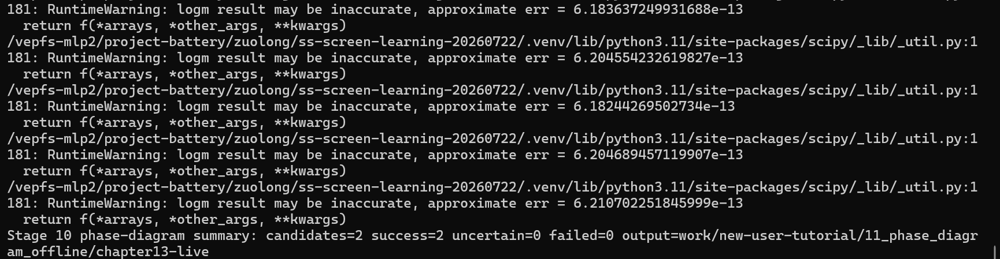 181: RuntimeWarning: logm result may be inaccurate, approximate err = 6.183637249931688e-13
  return f(*arrays, *other_args, **kwargs)
/vepfs-mlp2/project-battery/zuolong/ss-screen-learning-20260722/.venv/lib/python3.11/site-packages/scipy/_lib/_util.py:1
181: RuntimeWarning: logm result may be inaccurate, approximate err = 6.204554232619827e-13
  return f(*arrays, *other_args, **kwargs)
/vepfs-mlp2/project-battery/zuolong/ss-screen-learning-20260722/.venv/lib/python3.11/site-packages/scipy/_lib/_util.py:1
181: RuntimeWarning: logm result may be inaccurate, approximate err = 6.18244269502734e-13
  return f(*arrays, *other_args, **kwargs)
/vepfs-mlp2/project-battery/zuolong/ss-screen-learning-20260722/.venv/lib/python3.11/site-packages/scipy/_lib/_util.py:1
181: RuntimeWarning: logm result may be inaccurate, approximate err = 6.204689457119907e-13
  return f(*arrays, *other_args, **kwargs)
/vepfs-mlp2/project-battery/zuolong/ss-screen-learning-20260722/.venv/lib/python3.11/site-packages/scipy/_lib/_util.py:1
181: RuntimeWarning: logm result may be inaccurate, approximate err = 6.210702251845999e-13
  return f(*arrays, *other_args, **kwargs)
Stage 10 phase-diagram summary: candidates=2 success=2 uncertain=0 failed=0 output=work/new-user-tutorial/11_phase_diagr
am_offline/chapter13-live